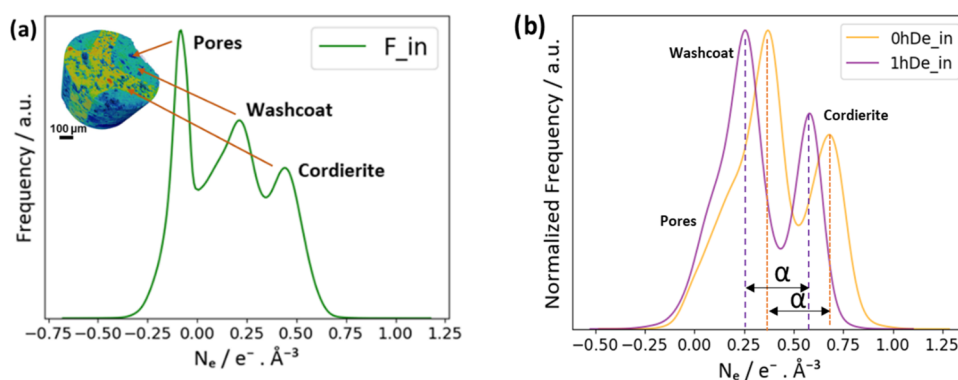 (a)
Pores
F_in
Washcoat
Cordierite
100 µm
Frequency / a.u.
−0.75 −0.50 −0.25 0.00 0.25 0.50 0.75 1.00 1.25
Nₑ / e⁻ . Å⁻³
(b)
Washcoat
0hDe_in
1hDe_in
Cordierite
Pores
α
α
Normalized Frequency / a.u.
−0.50 −0.25 0.00 0.25 0.50 0.75 1.00 1.25
Nₑ / e⁻ . Å⁻³